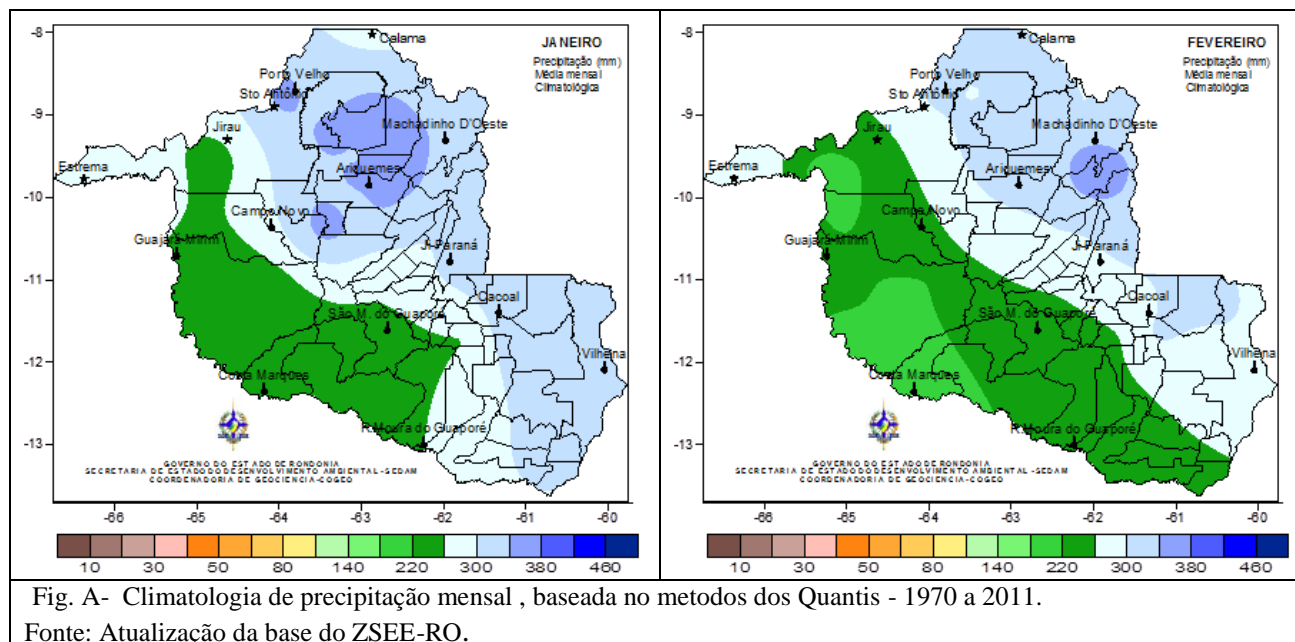 JANEIRO
Precipitação (mm)
Média mensal
Climatológica
-8
-9
-10
-11
-12
-13
Calama
Porto Velho
Sto Antônio
Jirau
Machadinho D'Oeste
Estrema
Ariquemes
Campo Novo
Guajará-Mirim
Ji-Paraná
Cacoal
São M. do Guaporé
Vilhena
Costa Marques
R.Moura do Guaporé
GOVERNO DO ESTADO DE RONDONIA
SECRETARIA DE ESTADO DO DESENVOLVIMENTO AMBIENTAL -SEDAM
COORDENADORIA DE GEOCIENCIA-COGEO
-66 -65 -64 -63 -62 -61 -60
10 30 50 80 140 220 300 380 460
FEVEREIRO
Precipitação (mm)
Média mensal
Climatológica
-8
-9
-10
-11
-12
-13
Calama
Porto Velho
Sto Antônio
Jirau
Machadinho D'Oeste
Estrema
Ariquemes
Campo Novo
Guajará-Mirim
Ji-Paraná
Cacoal
São M. do Guaporé
Vilhena
Costa Marques
R.Moura do Guaporé
GOVERNO DO ESTADO DE RONDONIA
SECRETARIA DE ESTADO DO DESENVOLVIMENTO AMBIENTAL -SEDAM
COORDENADORIA DE GEOCIENCIA-COGEO
-66 -65 -64 -63 -62 -61 -60
10 30 50 80 140 220 300 380 460
Fig. A- Climatologia de precipitação mensal , baseada no metodos dos Quantis - 1970 a 2011.
Fonte: Atualização da base do ZSEE-RO.